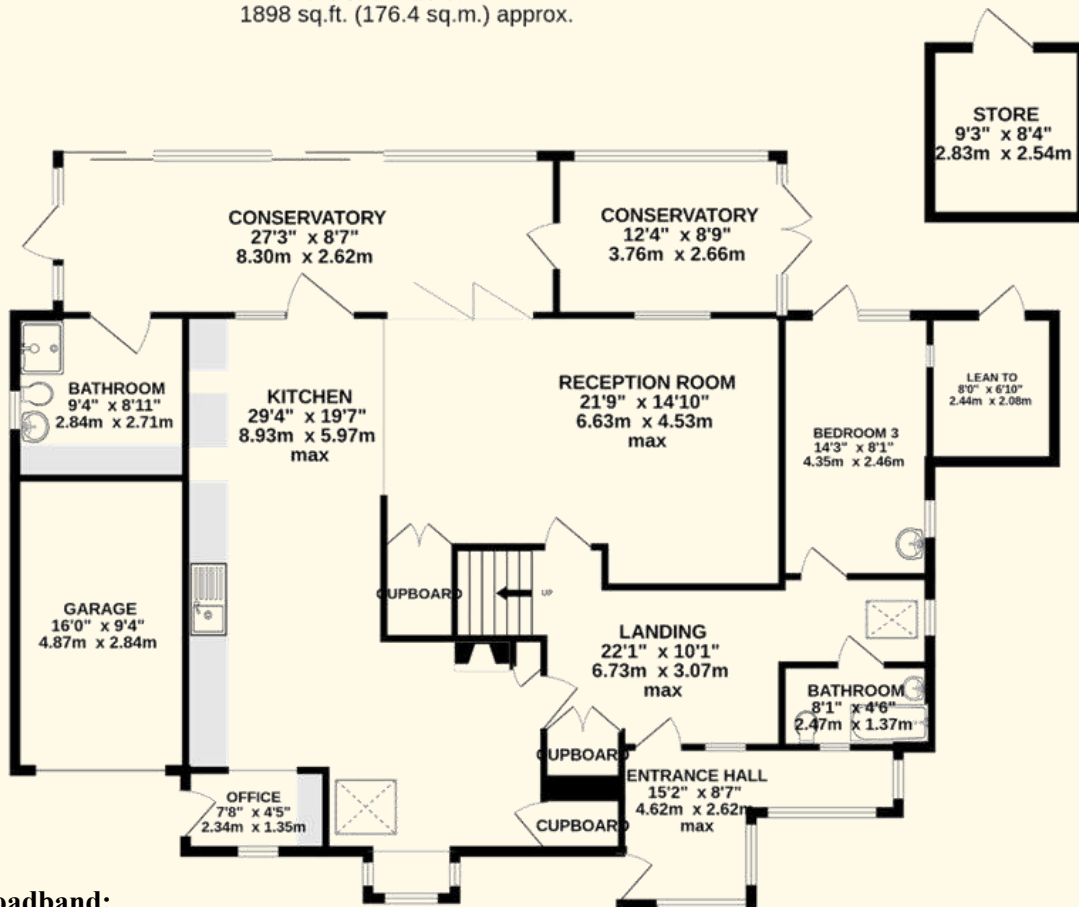 1898 sq.ft. (176.4 sq.m.) approx.
STORE
9'3" x 8'4"
2.83m x 2.54m
CONSERVATORY
27'3" x 8'7"
8.30m x 2.62m
CONSERVATORY
12'4" x 8'9"
3.76m x 2.66m
BATHROOM
9'4" x 8'11"
2.84m x 2.71m
KITCHEN
29'4" x 19'7"
8.93m x 5.97m
max
RECEPTION ROOM
21'9" x 14'10"
6.63m x 4.53m
max
BEDROOM 3
14'3" x 8'1"
4.35m x 2.46m
LEAN TO
8'0" x 6'10"
2.44m x 2.08m
GARAGE
16'0" x 9'4"
4.87m x 2.84m
CUPBOARD
UP
LANDING
22'1" x 10'1"
6.73m x 3.07m
max
BATHROOM
8'1" x 4'6"
2.47m x 1.37m
CUPBOARD
ENTRANCE HALL
15'2" x 8'7"
4.62m x 2.62m
max
OFFICE
7'8" x 4'5"
2.34m x 1.35m
CUPBOARD
oadband: